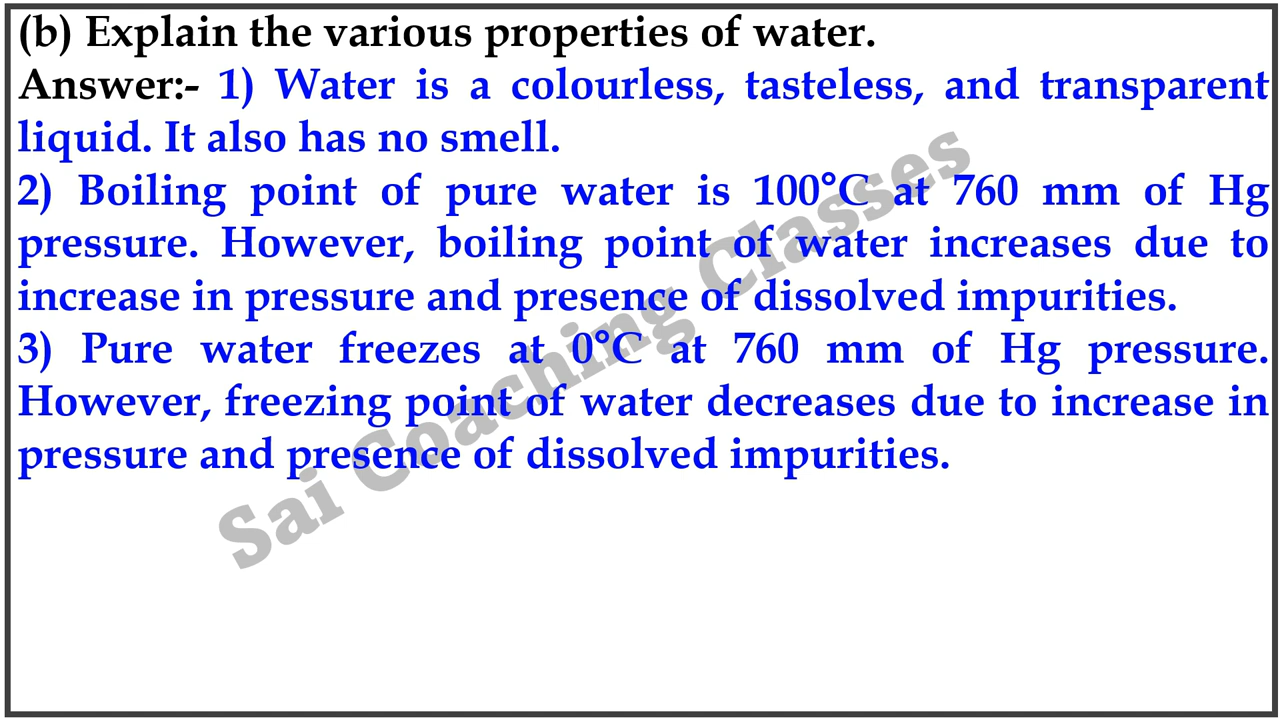 (b) Explain the various properties of water.
Answer:- 1) Water is a colourless, tasteless, and transparent
liquid. It also has no smell.
2) Boiling point of pure water is 100°C at 760 mm of Hg
pressure. However, boiling point of water increases due to
increase in pressure and presence of dissolved impurities.
3) Pure water freezes at 0°C at 760 mm of Hg pressure.
However, freezing point of water decreases due to increase in
pressure and presence of dissolved impurities.
Sai Coaching Classes